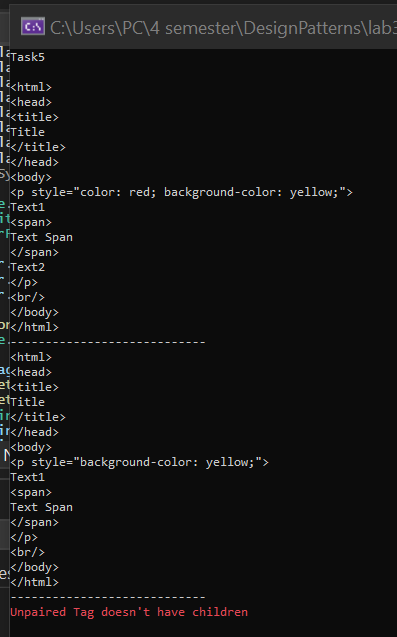 C:\Users\PC\4 semester\DesignPatterns\lab3
Task5
<html>
<head>
<title>
Title
</title>
</head>
<body>
<p style="color: red; background-color: yellow;">
Text1
<span>
Text Span
</span>
Text2
</p>
<br/>
</body>
</html>
----------------------------
<html>
<head>
<title>
Title
</title>
</head>
<body>
<p style="background-color: yellow;">
Text1
<span>
Text Span
</span>
</p>
<br/>
</body>
</html>
----------------------------
Unpaired Tag doesn't have children